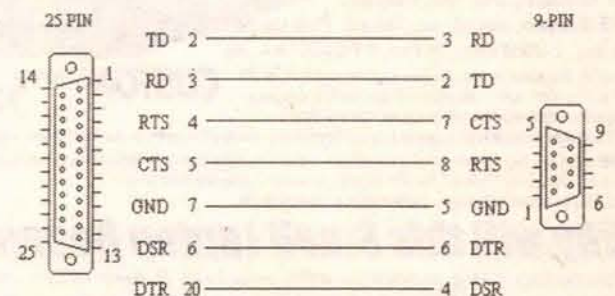 25 PIN 9-PIN
TD 2 3 RD
14 1 RD 3 2 TD
RTS 4 7 CTS 5 9
CTS 5 8 RTS
GND 7 5 GND 1 6
25 13 DSR 6 6 DTR
DTR 20 4 DSR